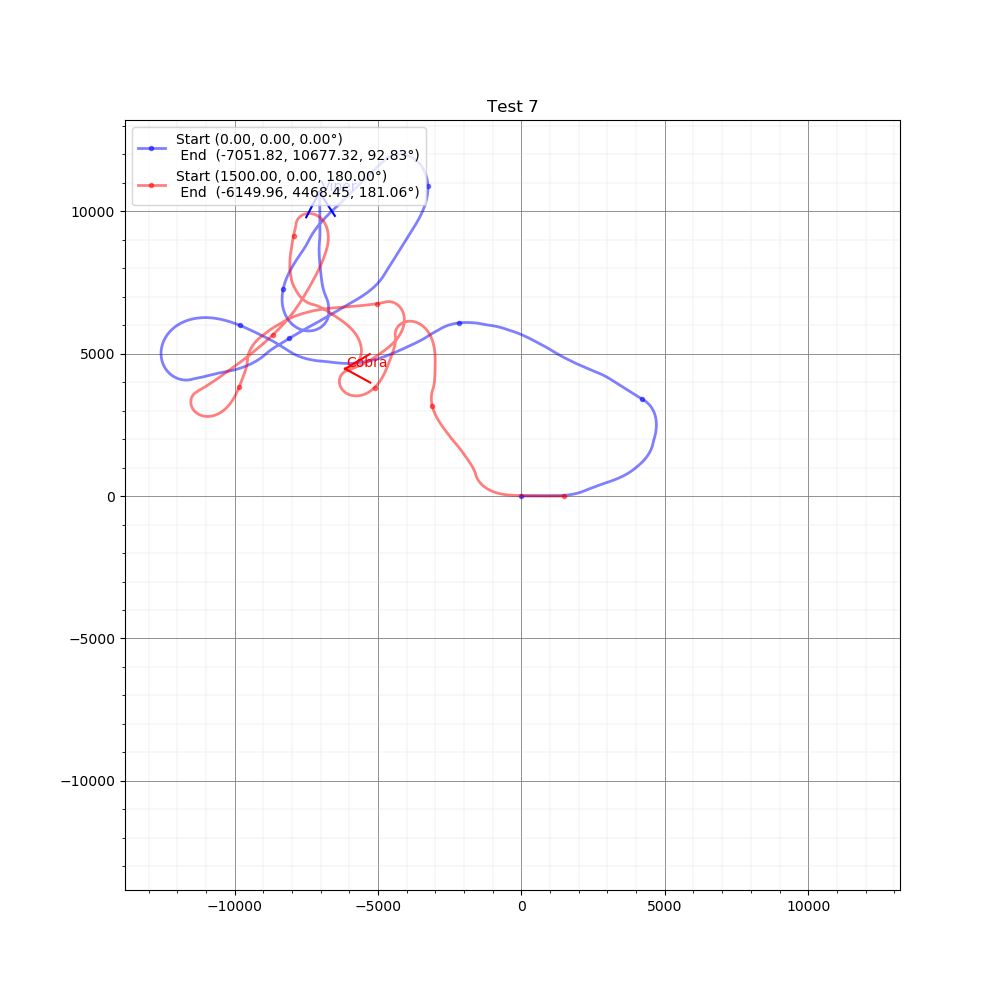 Test 7
Start (0.00, 0.00, 0.00°)
End (-7051.82, 10677.32, 92.83°)
Start (1500.00, 0.00, 180.00°)
End (-6149.96, 4468.45, 181.06°)
Viper
10000
5000
Cobra
0
−5000
−10000
−10000 −5000 0 5000 10000